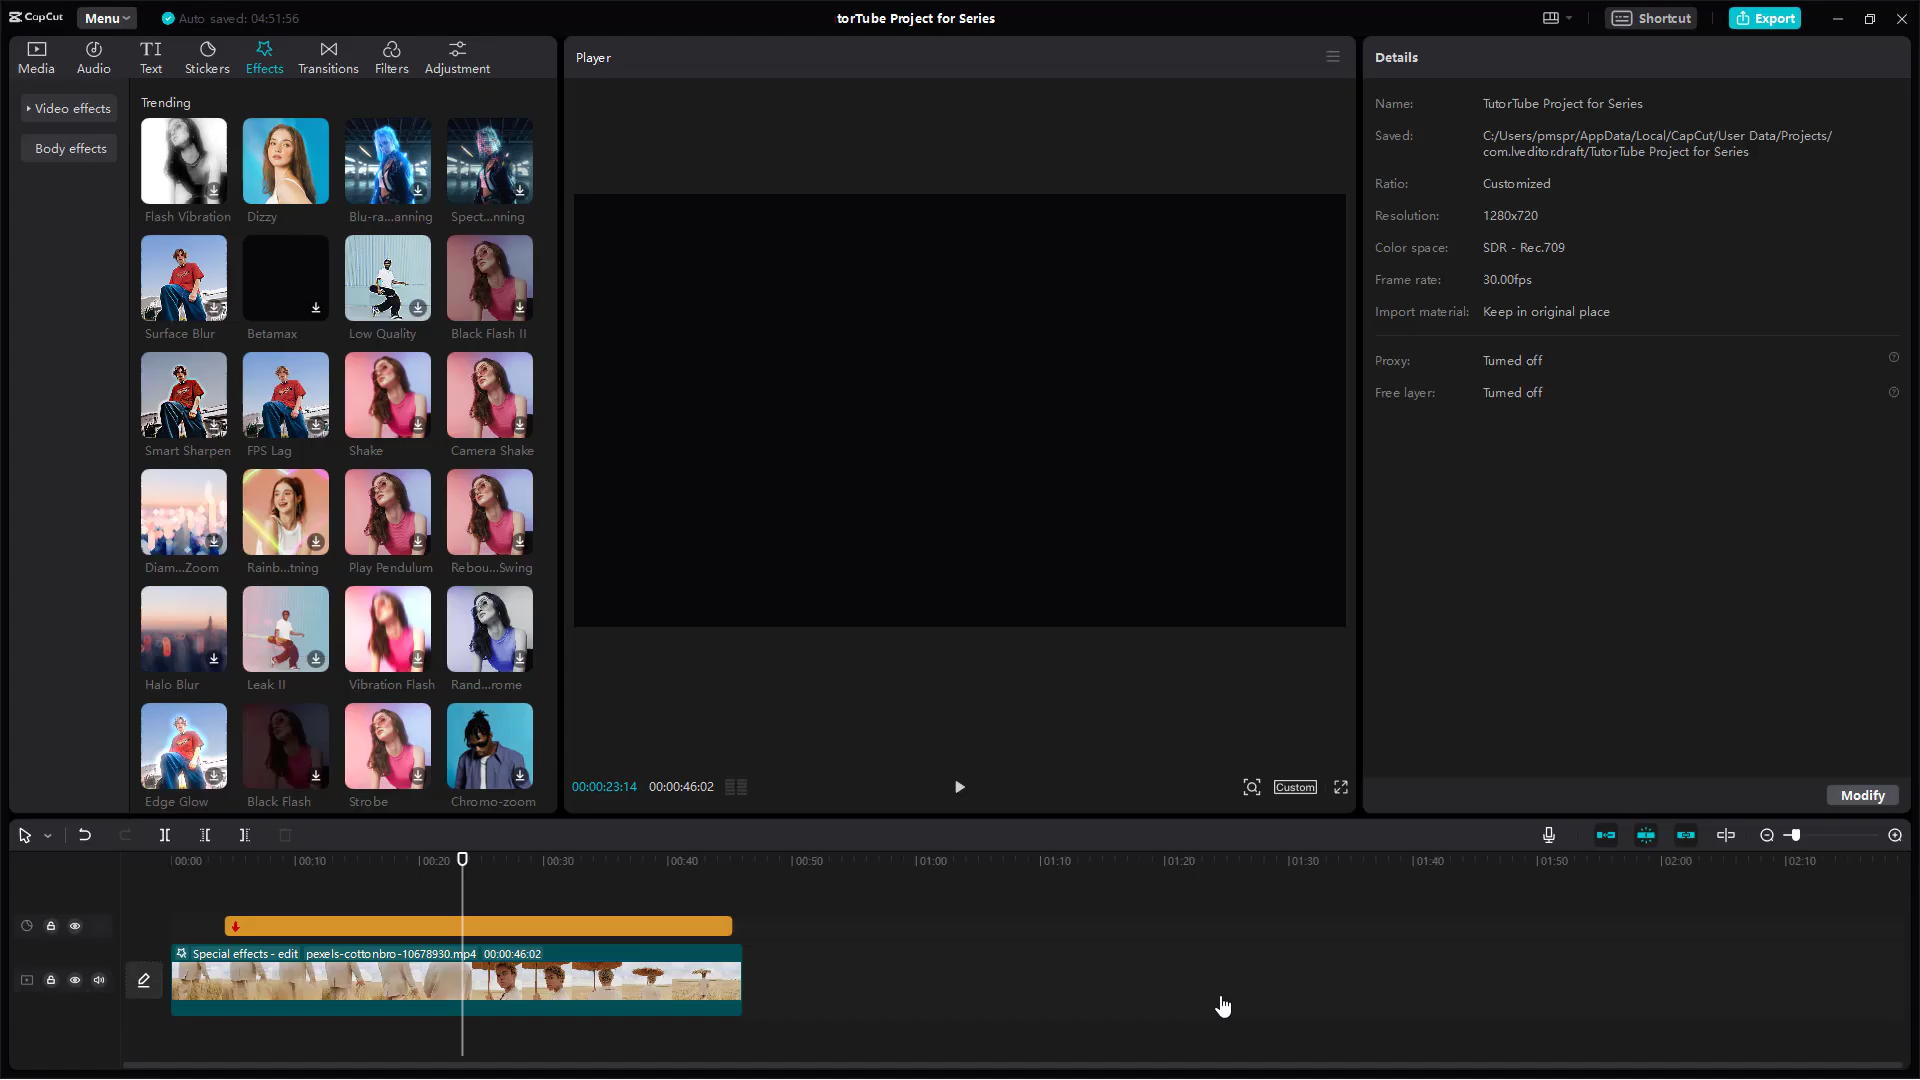 CapCut
Menu
Auto saved: 04:51:56
torTube Project for Series
Shortcut
Export
Media
Audio
TI
Text
Stickers
Effects
Transitions
Filters
Adjustment
Video effects
Body effects
Trending
Flash Vibration
Dizzy
Blu-ra...anning
Spect...nning
Surface Blur
Betamax
Low Quality
Black Flash II
Smart Sharpen
FPS Lag
Shake
Camera Shake
Diam...Zoom
Rainb...tning
Play Pendulum
Rebou...Swing
Halo Blur
Leak II
Vibration Flash
Rand...rome
Edge Glow
Black Flash
Strobe
Chromo-zoom
Player
00:00:23:14
00:00:46:02
Custom
Details
Name: TutorTube Project for Series
Saved: C:/Users/pmspr/AppData/Local/CapCut/User Data/Projects/
com.lveditor.draft/TutorTube Project for Series
Ratio: Customized
Resolution: 1280x720
Color space: SDR - Rec.709
Frame rate: 30.00fps
Import material: Keep in original place
Proxy: Turned off
Free layer: Turned off
Modify
00:00
00:10
00:20
00:30
00:40
00:50
01:00
01:10
01:20
01:30
01:40
01:50
02:00
02:10
Special effects - edit pexels-cottonbro-10678930.mp4 00:00:46:02